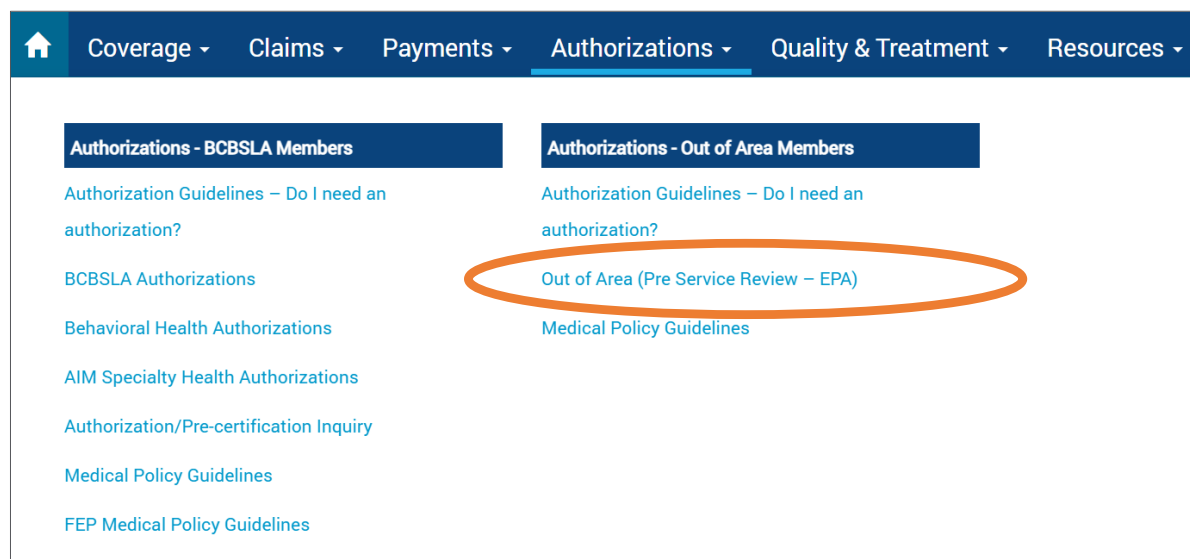 Coverage Claims Payments Authorizations Quality & Treatment Resources
Authorizations - BCBSLA Members
Authorization Guidelines – Do I need an
authorization?
BCBSLA Authorizations
Behavioral Health Authorizations
AIM Specialty Health Authorizations
Authorization/Pre-certification Inquiry
Medical Policy Guidelines
FEP Medical Policy Guidelines
Authorizations - Out of Area Members
Authorization Guidelines – Do I need an
authorization?
Out of Area (Pre Service Review – EPA)
Medical Policy Guidelines